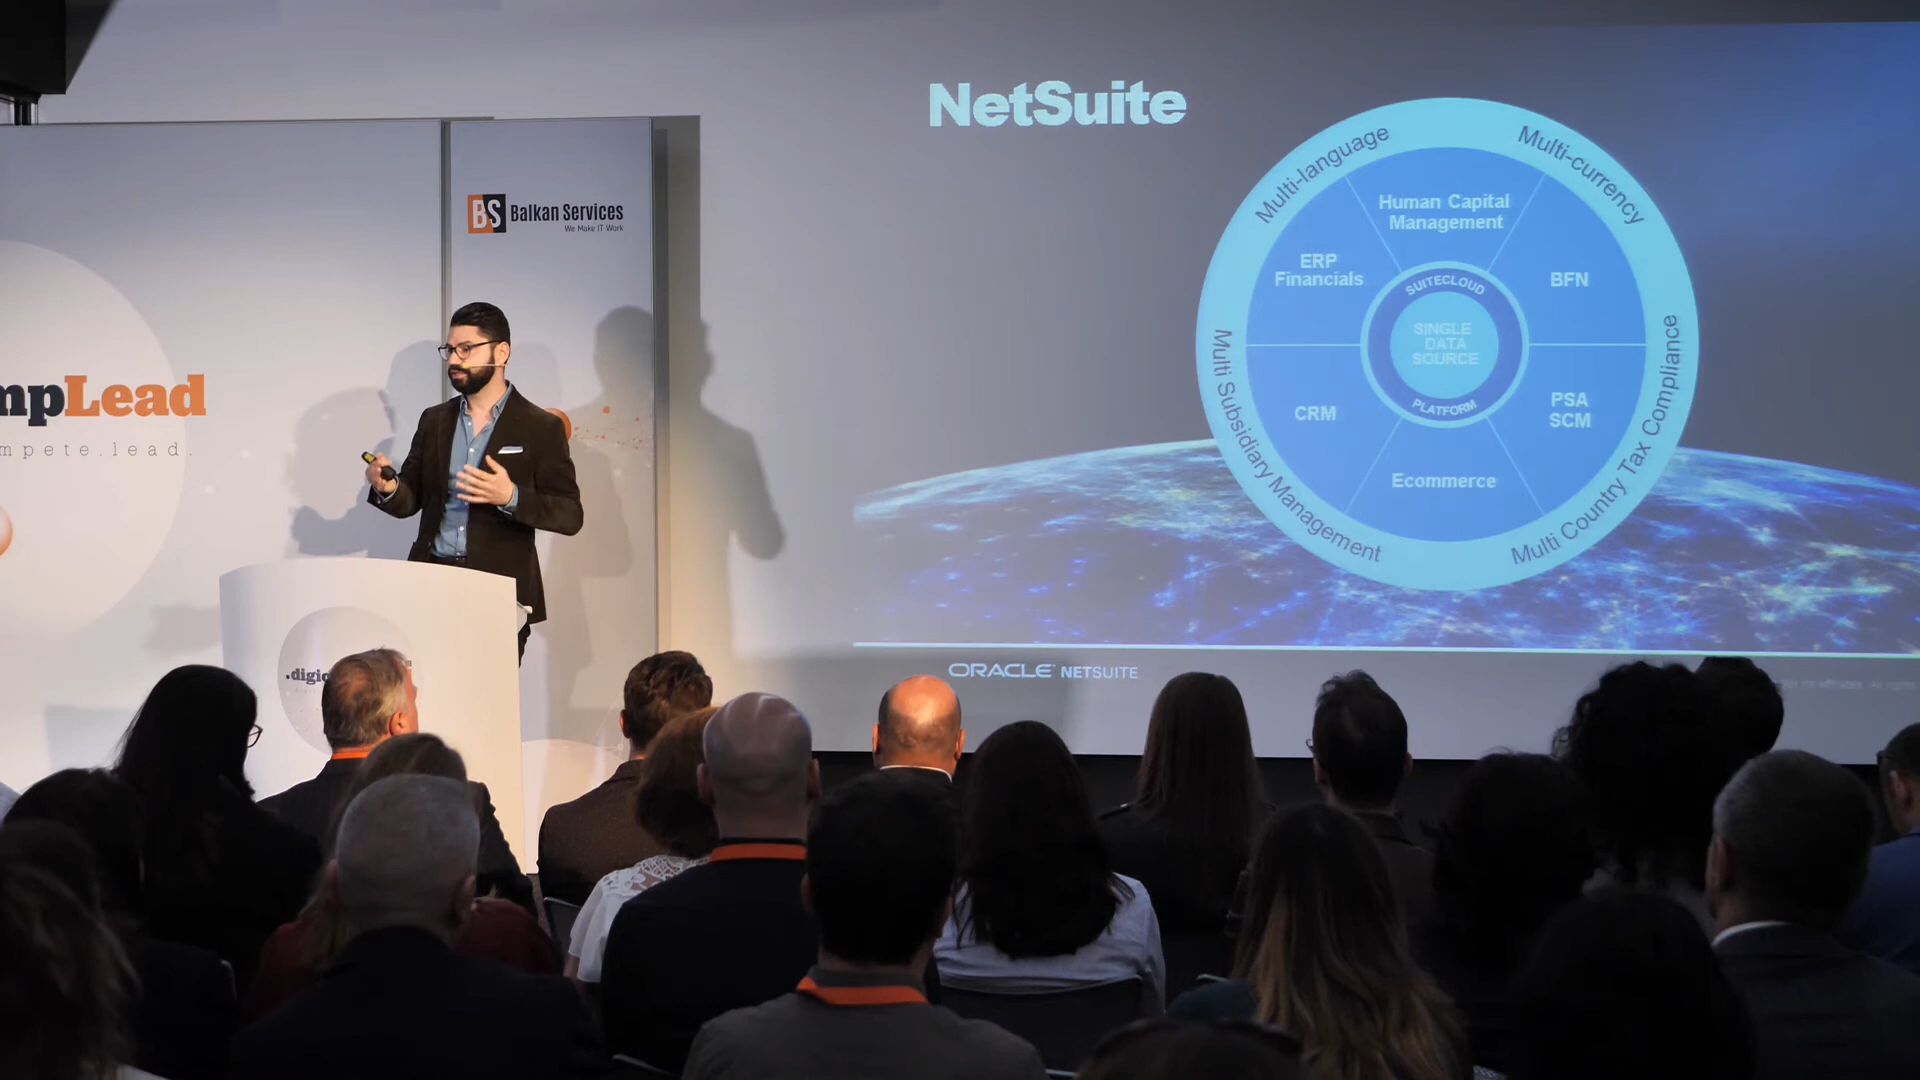 NetSuite
Multi-language
Multi-currency
Human Capital
Management
ERP
Financials
BFN
SUITECLOUD
SINGLE
DATA
SOURCE
PLATFORM
CRM
PSA
SCM
Ecommerce
Multi Subsidiary Management
Multi Country Tax Compliance
ORACLE NETSUITE
BS Balkan Services
We Make IT Work
mpLead
mpete.lead.
.digi